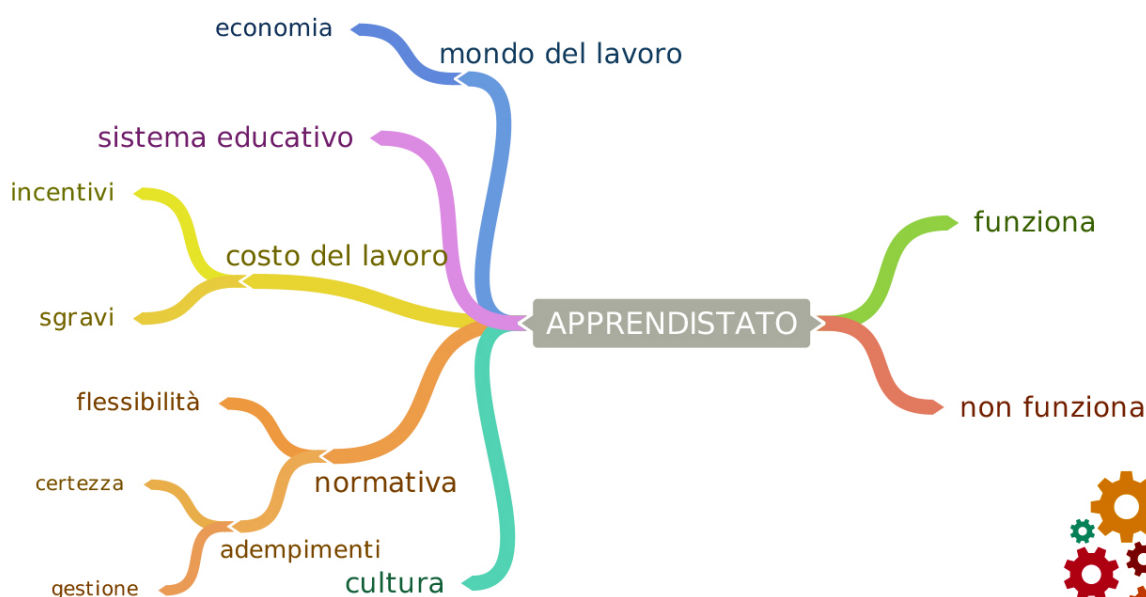 economia
mondo del lavoro
sistema educativo
incentivi
costo del lavoro
sgravi
flessibilità
normativa
certezza
adempimenti
gestione
cultura
APPRENDISTATO
funziona
non funziona